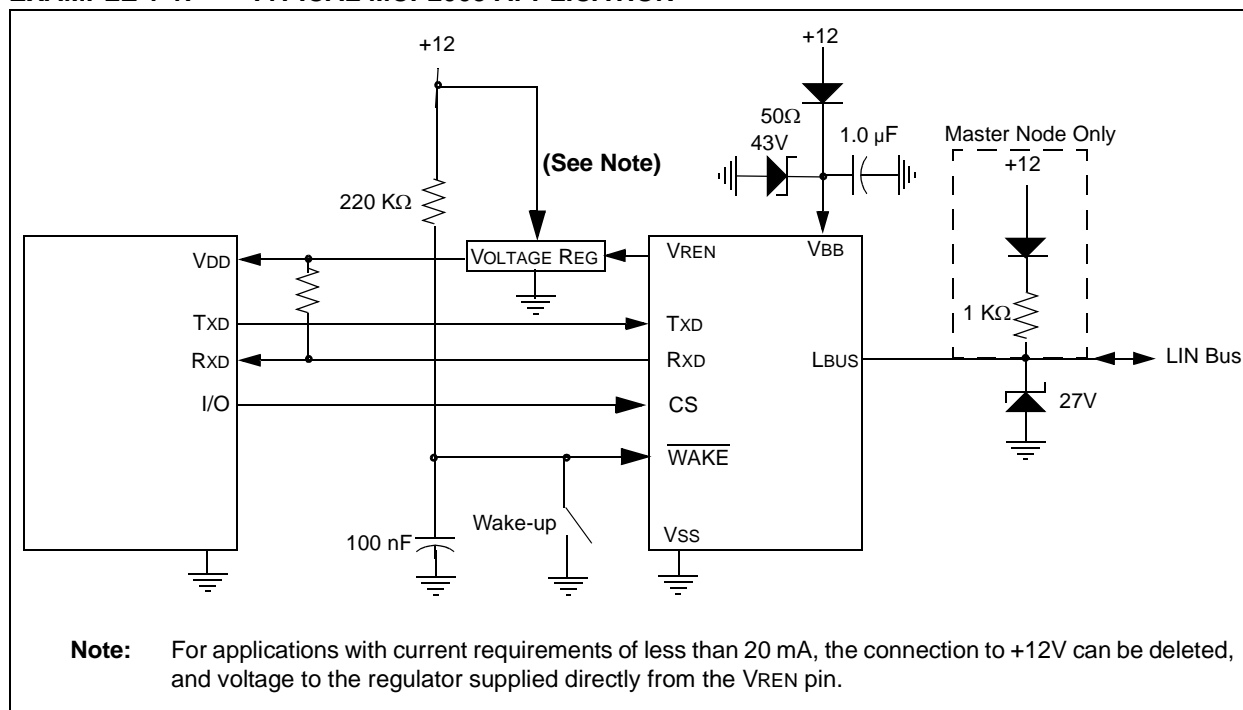 +12
+12
50Ω
43V
1.0 µF
Master Node Only
+12
(See Note)
220 KΩ
VDD
VOLTAGE REG
VREN
VBB
TXD
TXD
1 KΩ
RXD
RXD
LBUS
LIN Bus
I/O
CS
27V
WAKE
Wake-up
100 nF
VSS
Note: For applications with current requirements of less than 20 mA, the connection to +12V can be deleted,
and voltage to the regulator supplied directly from the VREN pin.